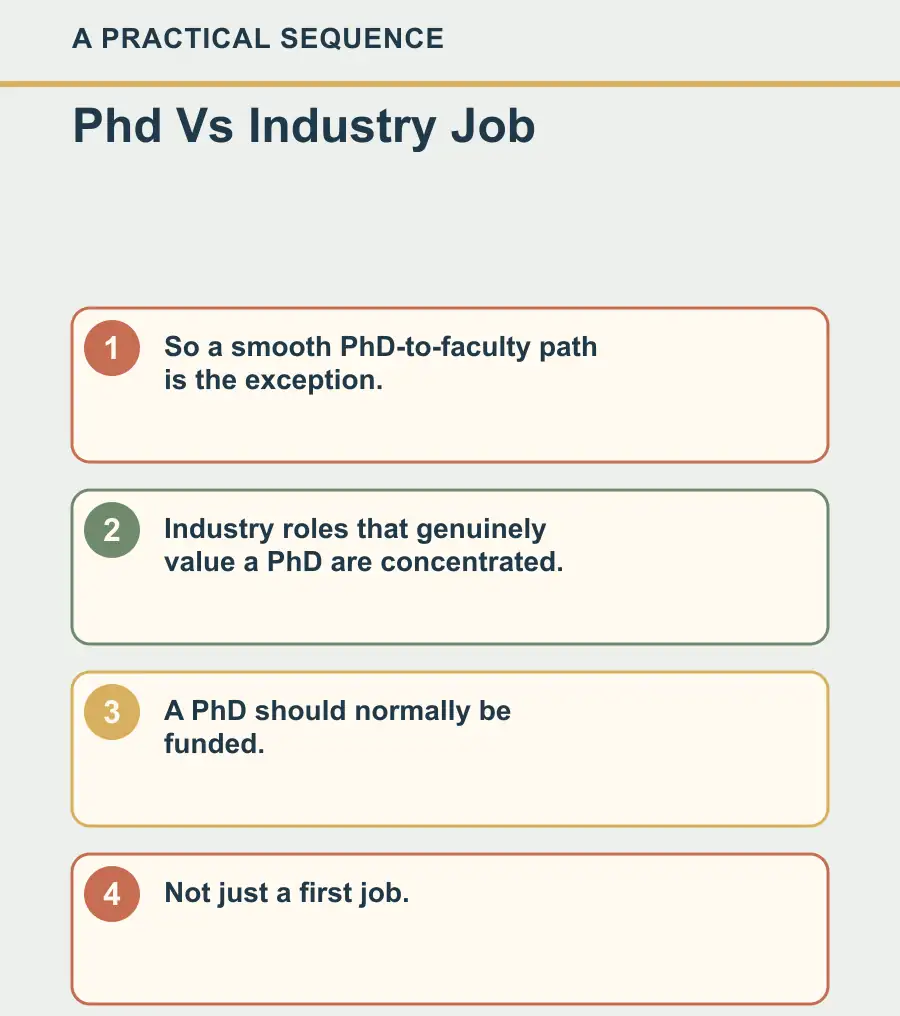 A PRACTICAL SEQUENCE
Phd Vs Industry Job
1
So a smooth PhD-to-faculty path
is the exception.
2
Industry roles that genuinely
value a PhD are concentrated.
3
A PhD should normally be
funded.
4
Not just a first job.